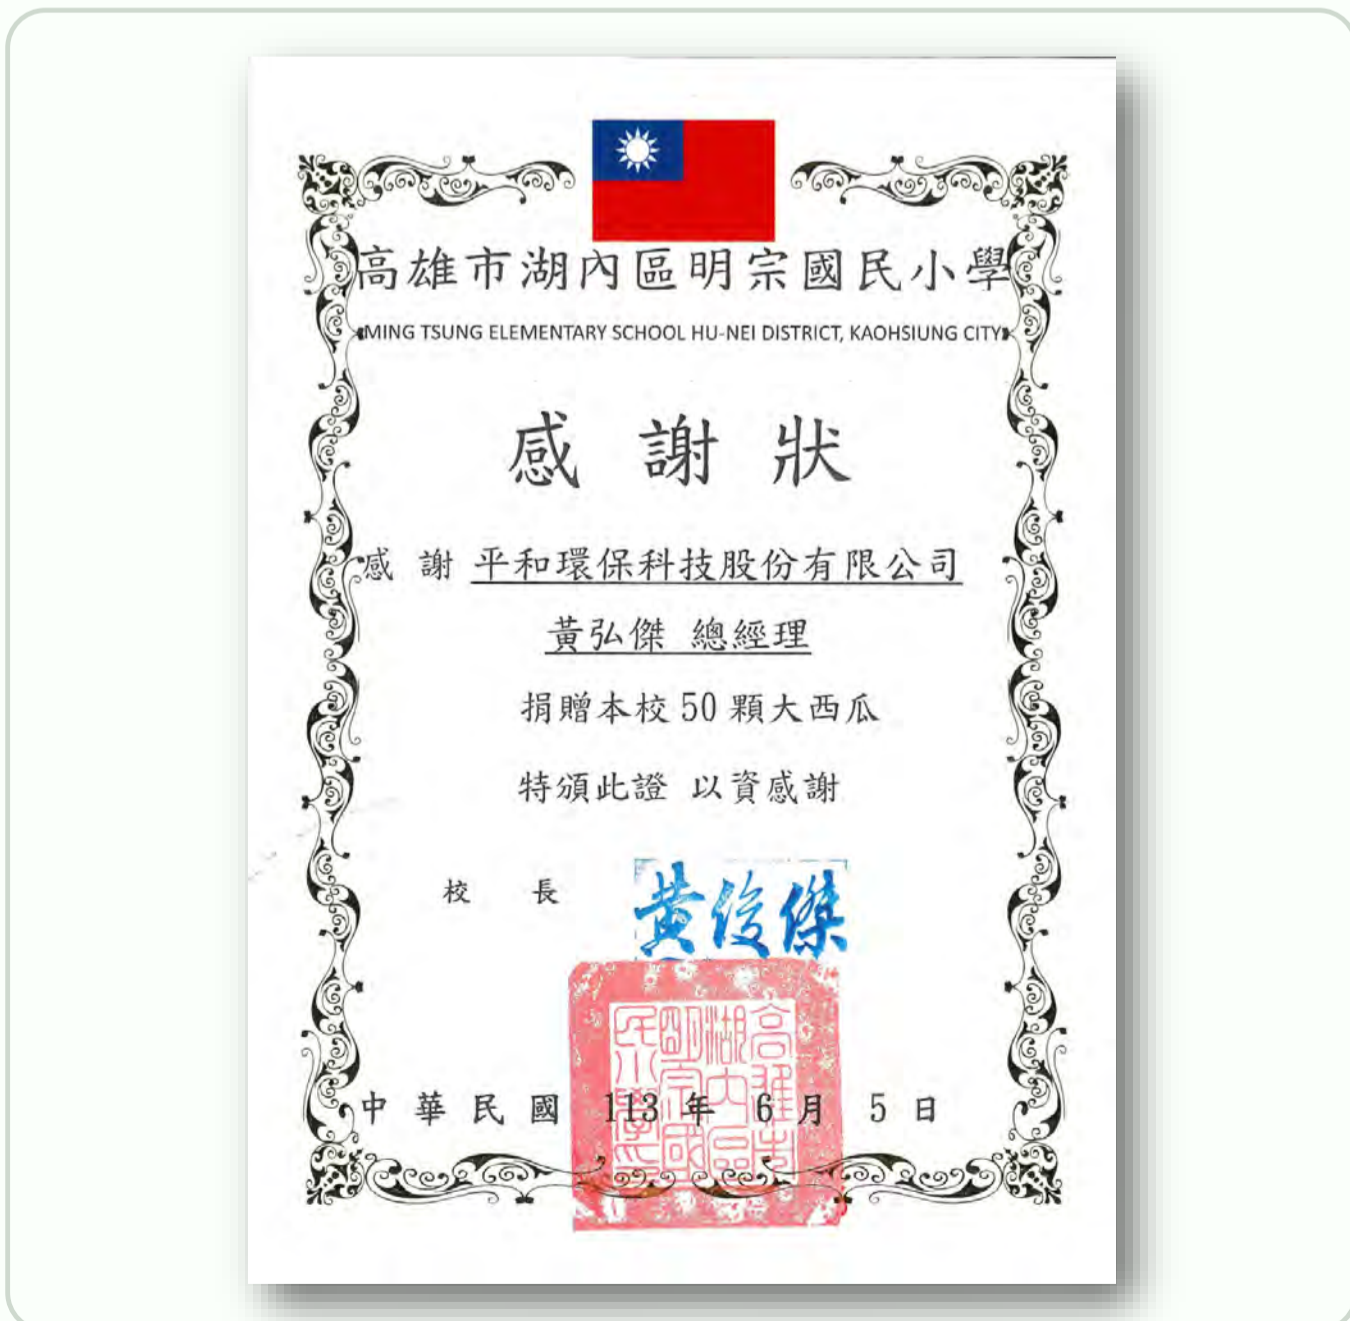 高雄市湖內區明宗國民小學
MING TSUNG ELEMENTARY SCHOOL HU-NEI DISTRICT, KAOHSIUNG CITY
感謝狀
感 謝 平和環保科技股份有限公司
黃弘傑 總經理
捐贈本校 50 顆大西瓜
特頒此證 以資感謝
校 長 黃俊傑
高雄市
湖內區
明宗國
民小學印
中華民國 113 年 6 月 5 日